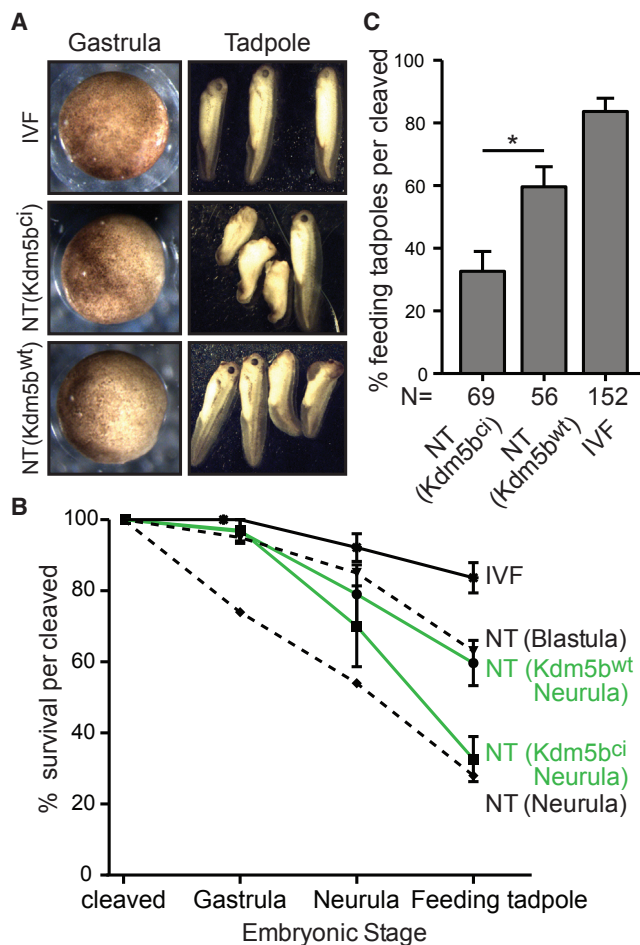 A
Gastrula
Tadpole
IVF
NT(Kdm5bci)
NT(Kdm5bwt)
C
% feeding tadpoles per cleaved
100
80
60
40
20
0
*
N= 69 56 152
NT
(Kdm5bci)
NT
(Kdm5bwt)
IVF
B
% survival per cleaved
100
80
60
40
20
0
IVF
NT (Blastula)
NT (Kdm5bwt
Neurula)
NT (Kdm5bci
Neurula)
NT (Neurula)
cleaved
Gastrula
Neurula
Feeding tadpole
Embryonic Stage